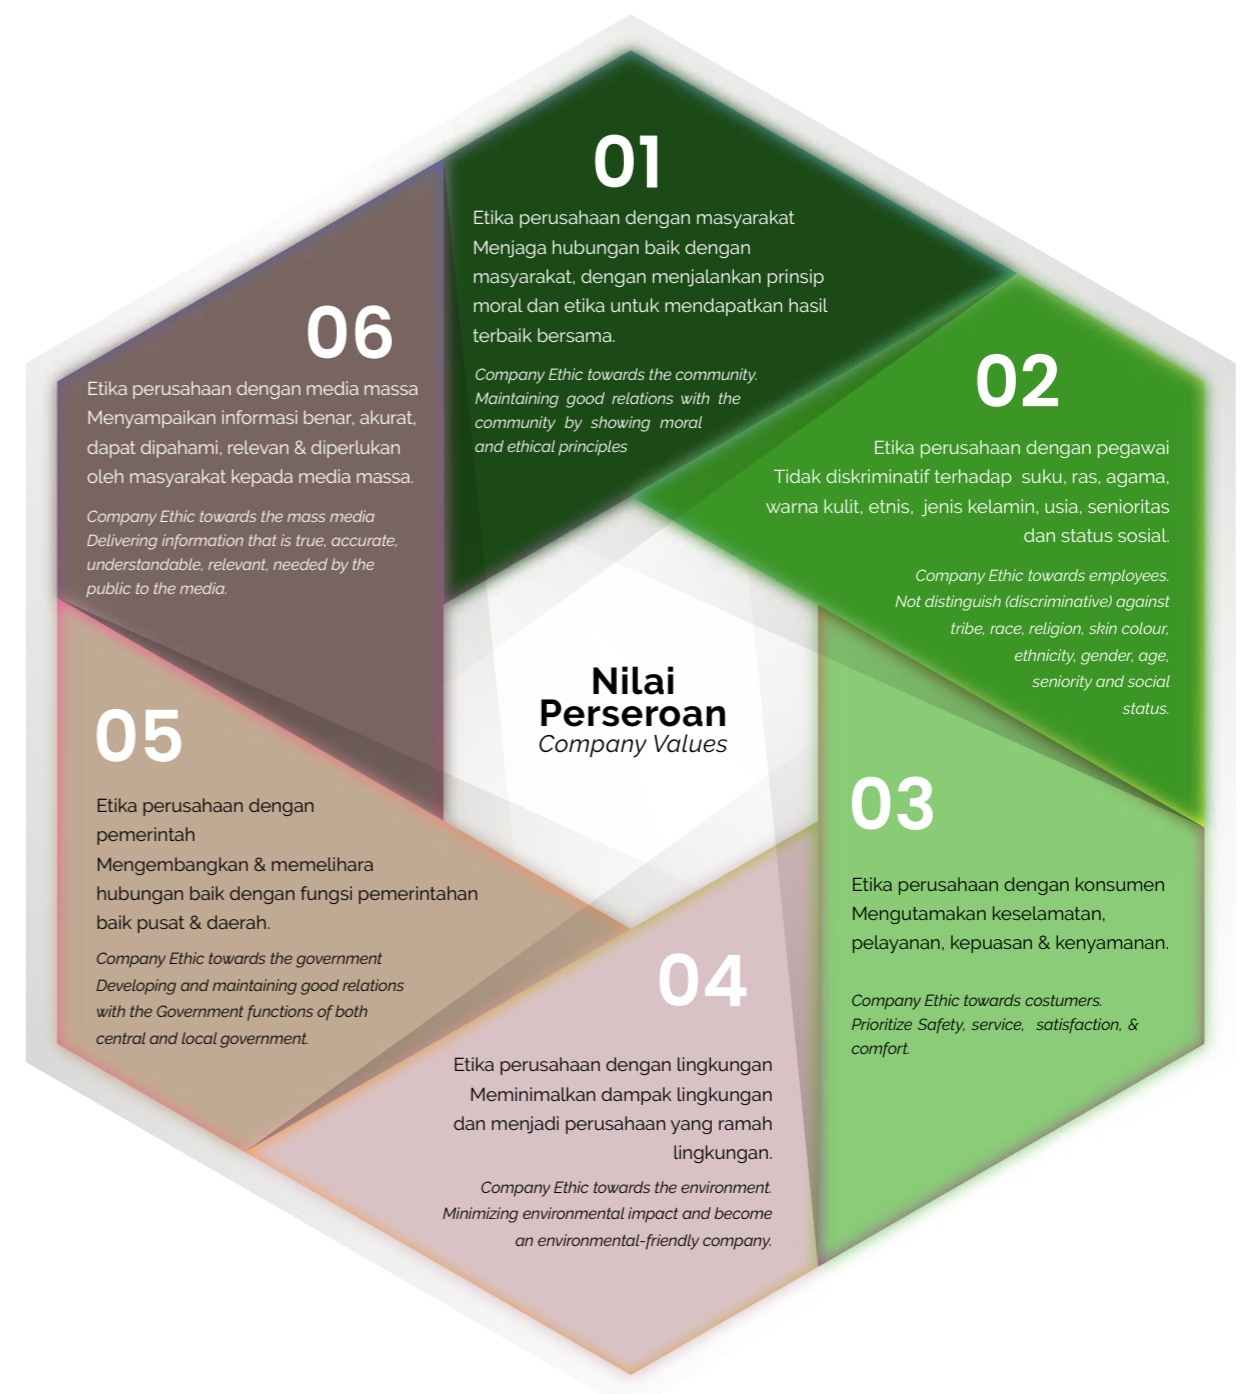 01
Etika perusahaan dengan masyarakat
Menjaga hubungan baik dengan
masyarakat, dengan menjalankan prinsip
moral dan etika untuk mendapatkan hasil
terbaik bersama.
Company Ethic towards the community.
Maintaining good relations with the
community by showing moral
and ethical principles
02
Etika perusahaan dengan pegawai
Tidak diskriminatif terhadap suku, ras, agama,
warna kulit, etnis, jenis kelamin, usia, senioritas
dan status sosial.
Company Ethic towards employees.
Not distinguish (discriminative) against
tribe, race, religion, skin colour,
ethnicity, gender, age,
seniority and social
status.
03
Etika perusahaan dengan konsumen
Mengutamakan keselamatan,
pelayanan, kepuasan & kenyamanan.
Company Ethic towards costumers.
Prioritize Safety, service, satisfaction, &
comfort.
04
Etika perusahaan dengan lingkungan
Meminimalkan dampak lingkungan
dan menjadi perusahaan yang ramah
lingkungan.
Company Ethic towards the environment.
Minimizing environmental impact and become
an environmental-friendly company.
05
Etika perusahaan dengan
pemerintah
Mengembangkan & memelihara
hubungan baik dengan fungsi pemerintahan
baik pusat & daerah.
Company Ethic towards the government
Developing and maintaining good relations
with the Government functions of both
central and local government.
06
Etika perusahaan dengan media massa
Menyampaikan informasi benar, akurat,
dapat dipahami, relevan & diperlukan
oleh masyarakat kepada media massa.
Company Ethic towards the mass media
Delivering information that is true, accurate,
understandable, relevant, needed by the
public to the media.
Nilai
Perseroan
Company Values